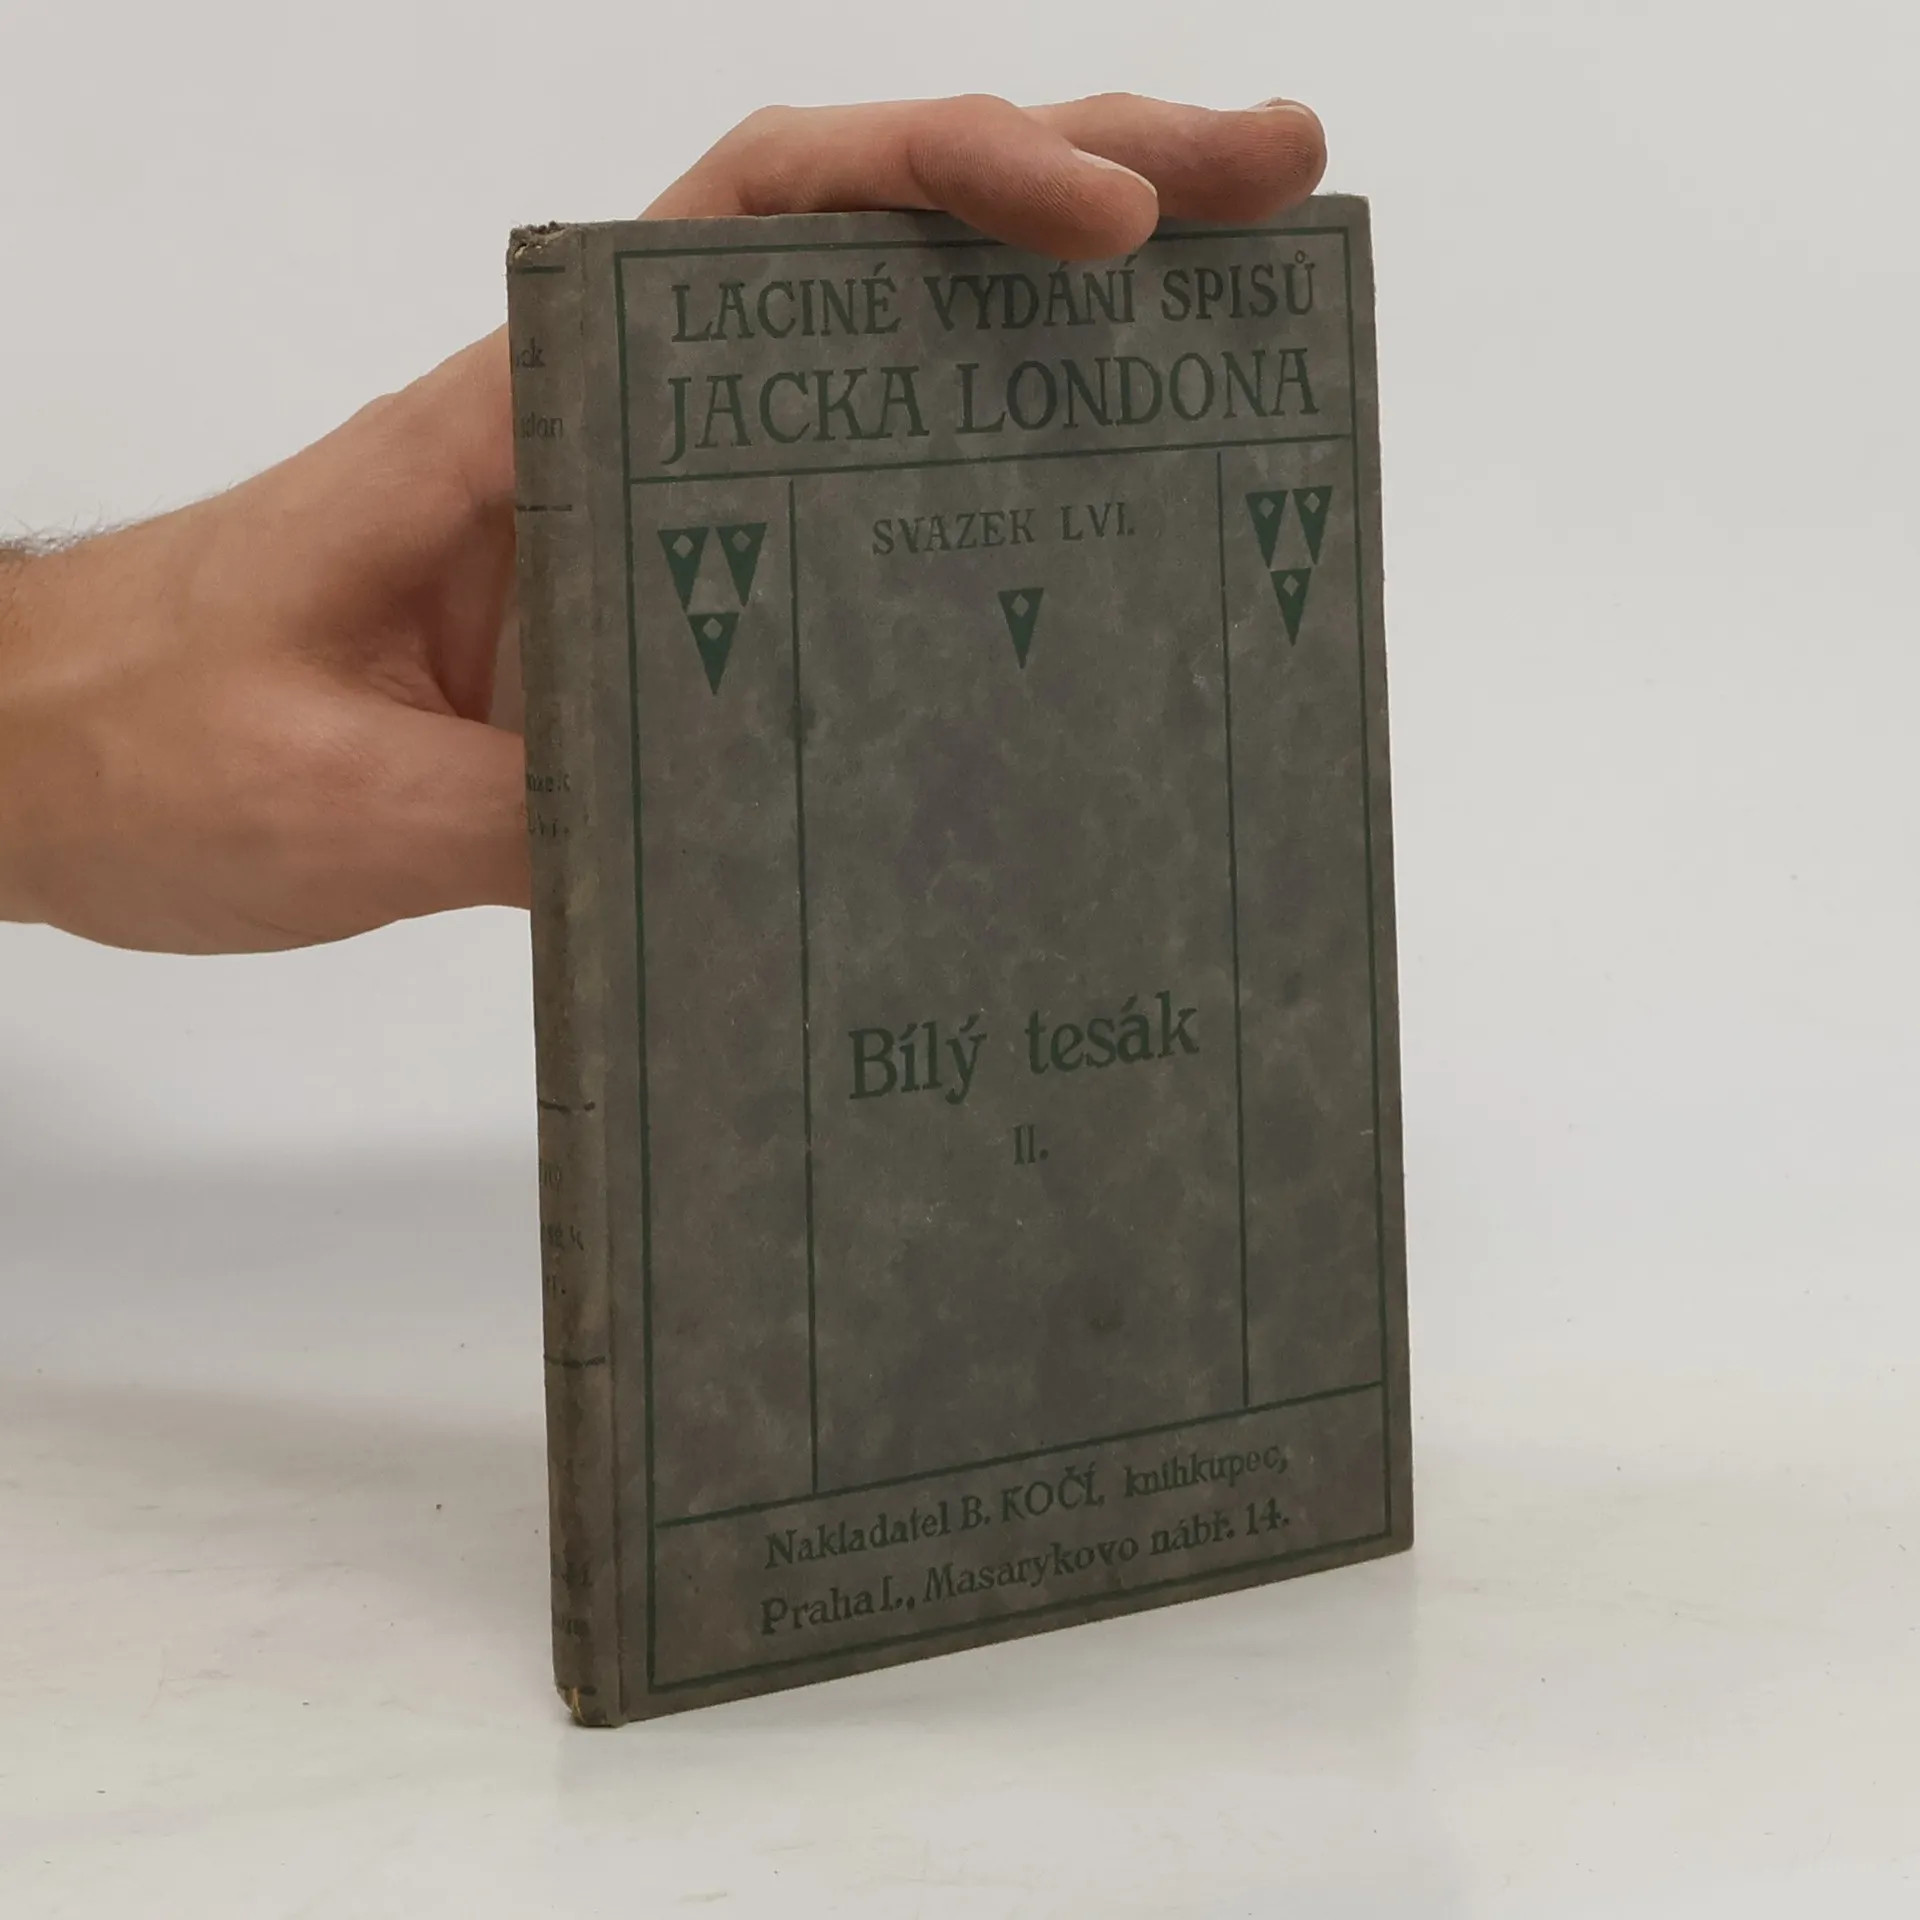 LACINÉ VYDÁNÍ SPISŮ
JACKA LONDONA
SVAZEK LVI.
Bílý tesák
II.
Nakladatel B. KOČÍ, knihkupec,
Praha I., Masarykovo nábř. 14.